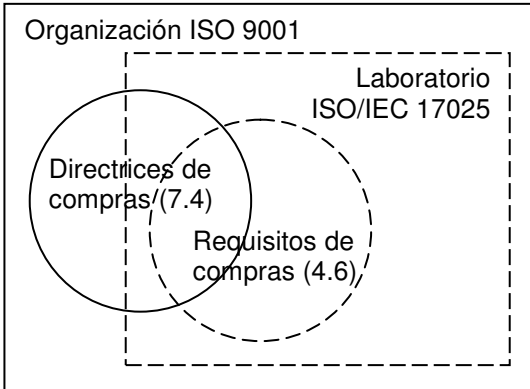 Organización ISO 9001
Laboratorio
ISO/IEC 17025
Directrices de
compras (7.4)
Requisitos de
compras (4.6)